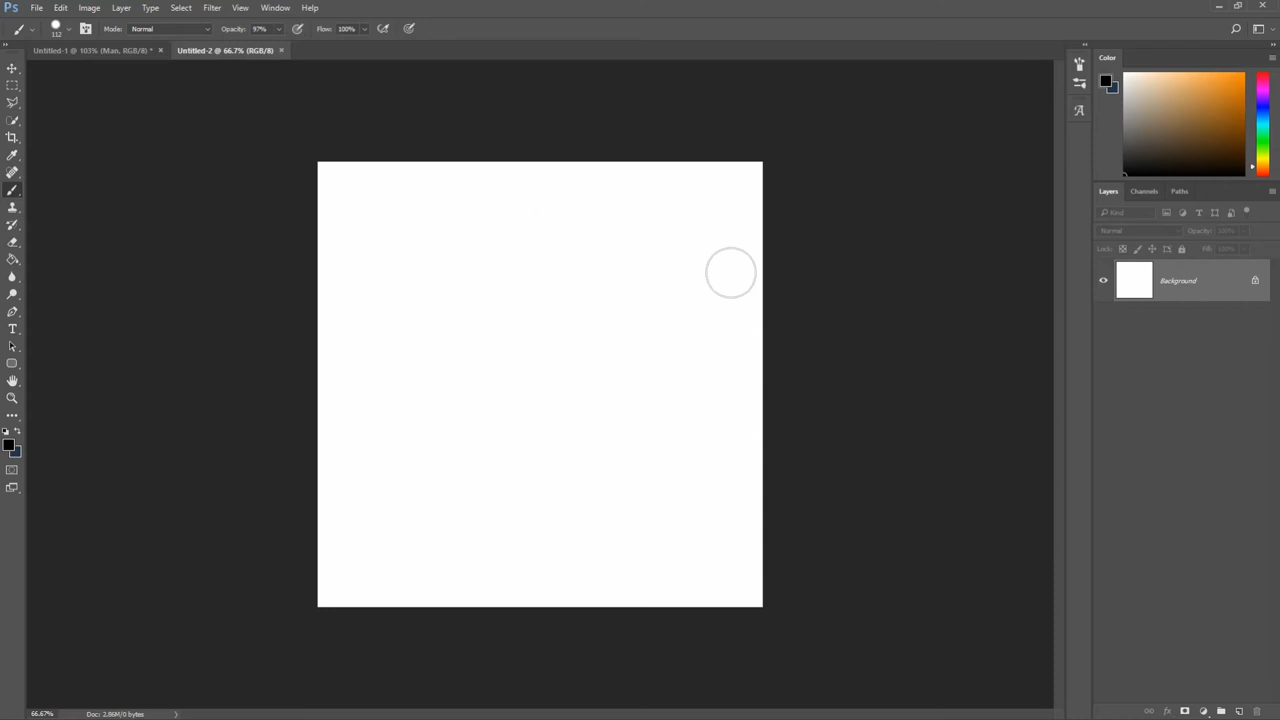 Ps File Edit Image Layer Type Select Filter View Window Help
112 Mode: Normal Opacity: 97% Flow: 100%
Untitled-1 @ 103% (Man, RGB/8) * × Untitled-2 @ 66.7% (RGB/8) ×
Color
Layers Channels Paths
Kind
Normal Opacity: 100%
Lock: Fill: 100%
Background
66.67% Doc: 2.86M/0 bytes